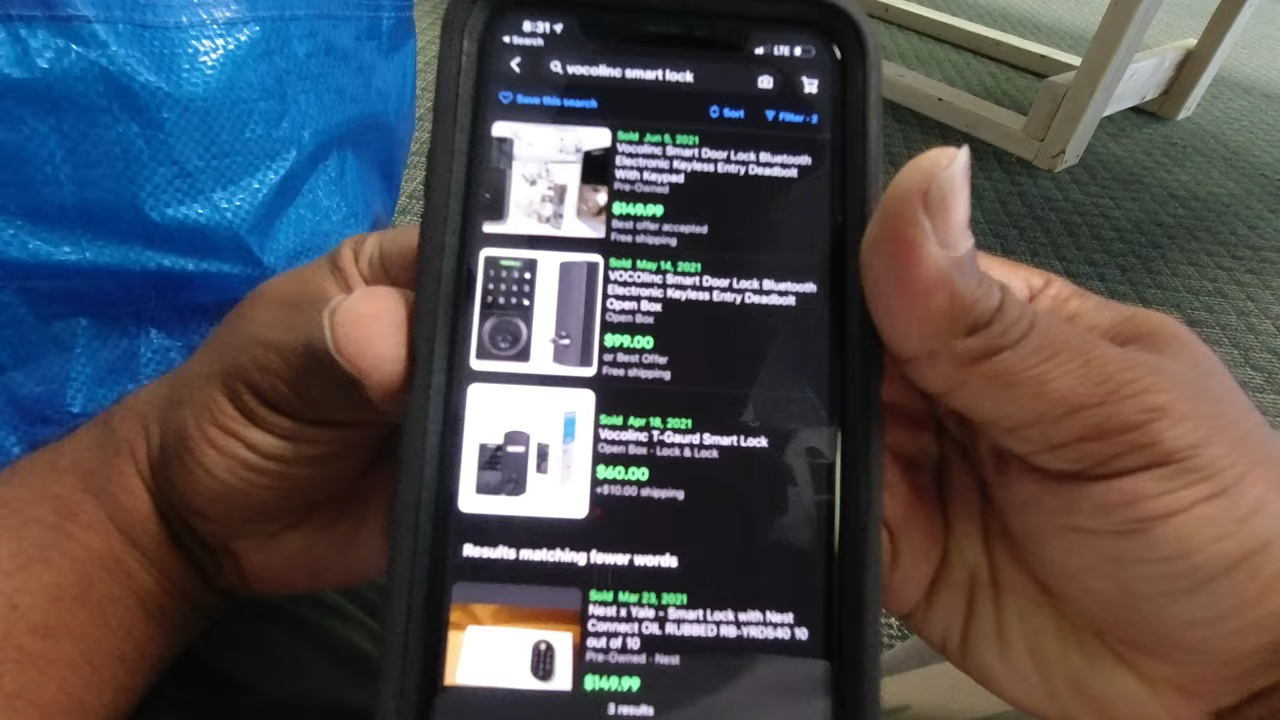 8:31
Search
LTE
vocolinc smart lock
Save this search
Sort
Filter · 2
Sold Jun 5, 2021
Vocolinc Smart Door Lock Bluetooth
Electronic Keyless Entry Deadbolt
With Keypad
Pre-Owned
$149.99
Best offer accepted
Free shipping
Sold May 14, 2021
VOCOlinc Smart Door Lock Bluetooth
Electronic Keyless Entry Deadbolt
Open Box
Open Box
$99.00
or Best Offer
Free shipping
Sold Apr 18, 2021
Vocolinc T-Gaurd Smart Lock
Open Box · Lock & Lock
$60.00
+$10.00 shipping
Results matching fewer words
Sold Mar 23, 2021
Nest x Yale - Smart Lock with Nest
Connect OIL RUBBED RB-YRD540 10
out of 10
Pre-Owned · Nest
$149.99
3 results